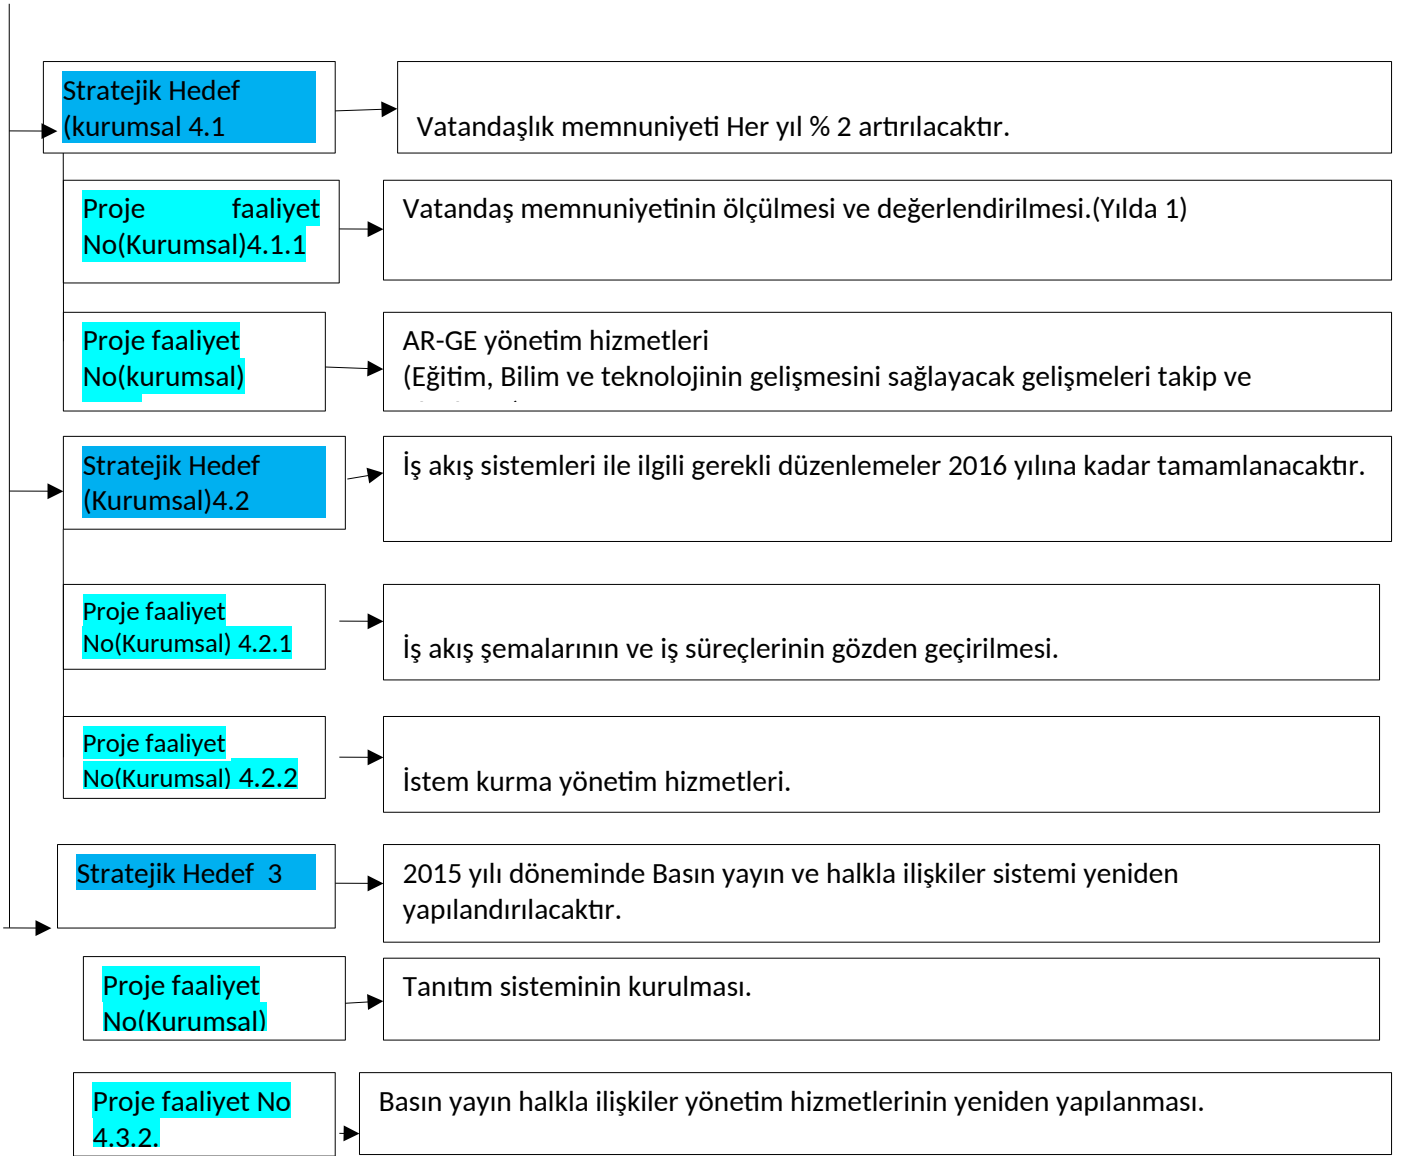 Stratejik Hedef
(kurumsal 4.1
Vatandaşlık memnuniyeti Her yıl % 2 artırılacaktır.
Proje faaliyet
No(Kurumsal)4.1.1
Vatandaş memnuniyetinin ölçülmesi ve değerlendirilmesi.(Yılda 1)
Proje faaliyet
No(kurumsal)
AR-GE yönetim hizmetleri
(Eğitim, Bilim ve teknolojinin gelişmesini sağlayacak gelişmeleri takip ve
Stratejik Hedef
(Kurumsal)4.2
İş akış sistemleri ile ilgili gerekli düzenlemeler 2016 yılına kadar tamamlanacaktır.
Proje faaliyet
No(Kurumsal) 4.2.1
İş akış şemalarının ve iş süreçlerinin gözden geçirilmesi.
Proje faaliyet
No(Kurumsal) 4.2.2
İstem kurma yönetim hizmetleri.
Stratejik Hedef  3
2015 yılı döneminde Basın yayın ve halkla ilişkiler sistemi yeniden
yapılandırılacaktır.
Proje faaliyet
No(Kurumsal)
Tanıtım sisteminin kurulması.
Proje faaliyet No
4.3.2.
Basın yayın halkla ilişkiler yönetim hizmetlerinin yeniden yapılanması.